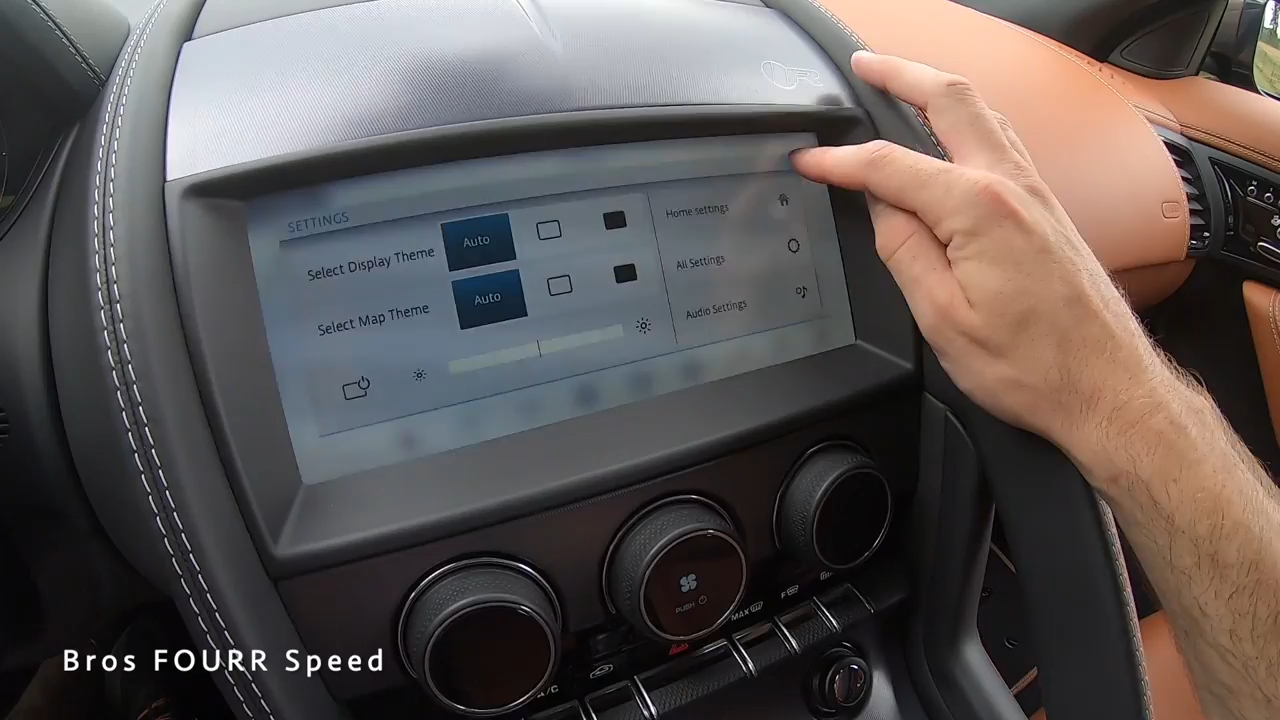 R
SETTINGS
Select Display Theme Auto
Home settings
Select Map Theme Auto
All Settings
Audio Settings
PUSH
MAX
F
A/C
Bros FOURR Speed